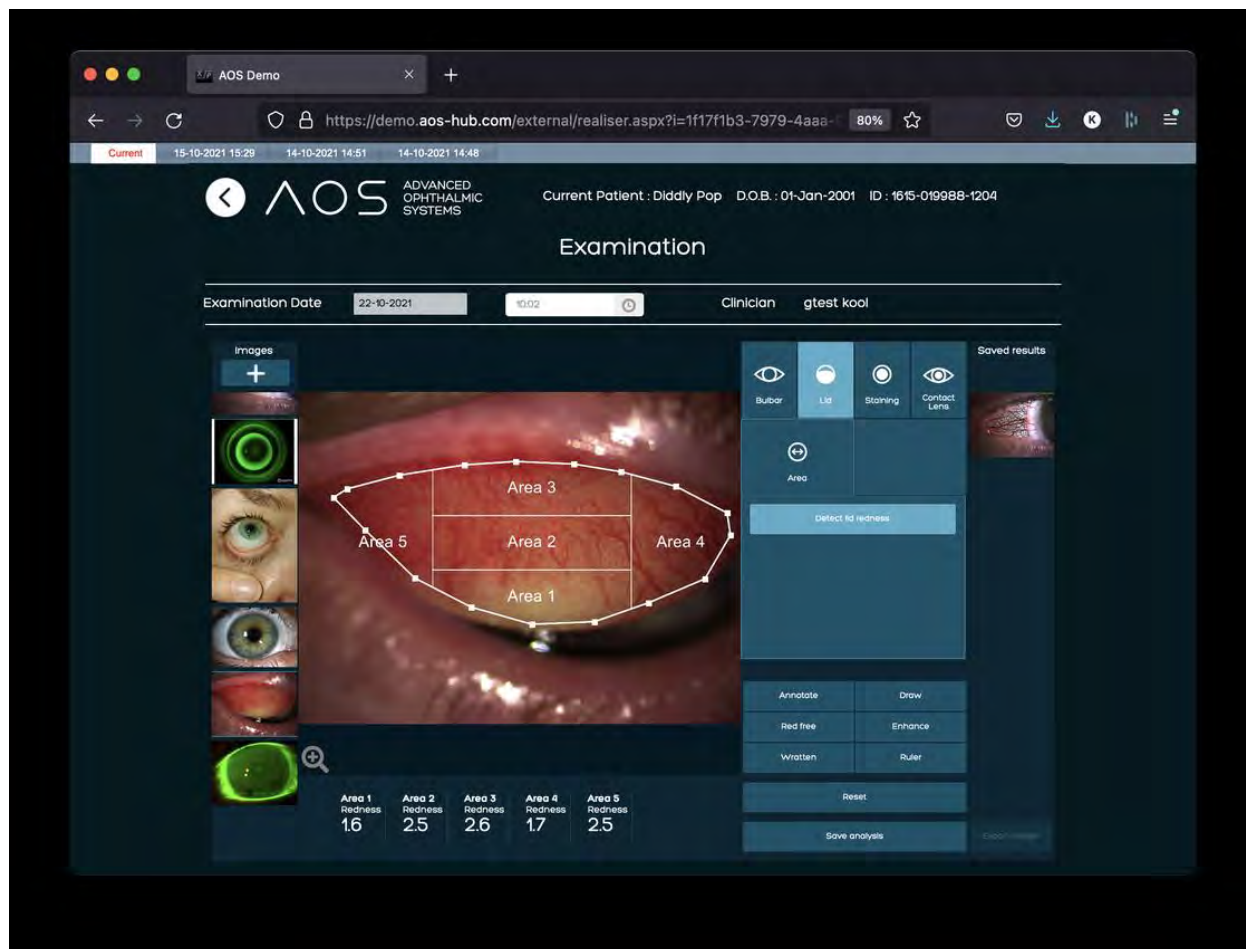 AOS Demo
https://demo.aos-hub.com/external/realiser.aspx?i=1f17f1b3-7979-4aaa-
80%
K
Current 15-10-2021 15:29 14-10-2021 14:51 14-10-2021 14:48
AOS ADVANCED
OPHTHALMIC
SYSTEMS
Current Patient : Diddly Pop D.O.B. : 01-Jan-2001 ID : 1615-019988-1204
Examination
Examination Date 22-10-2021 10:02 Clinician gtest kool
Images
Bulbar Lid Staining Contact
Lens
Saved results
Area
Detect lid redness
Area 3
Area 5 Area 2 Area 4
Area 1
Annotate Draw
Red free Enhance
Wratten Ruler
Reset
Save analysis
Area 1 Area 2 Area 3 Area 4 Area 5
Redness Redness Redness Redness Redness
1.6 2.5 2.6 1.7 2.5